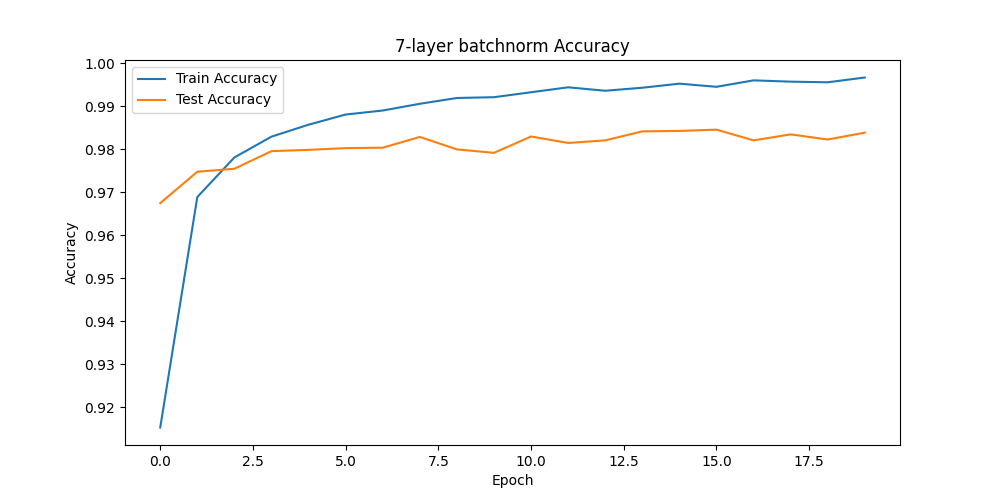 7-layer batchnorm Accuracy
Train Accuracy
Test Accuracy
1.00
0.99
0.98
0.97
0.96
0.95
0.94
0.93
0.92
Accuracy
0.0 2.5 5.0 7.5 10.0 12.5 15.0 17.5
Epoch